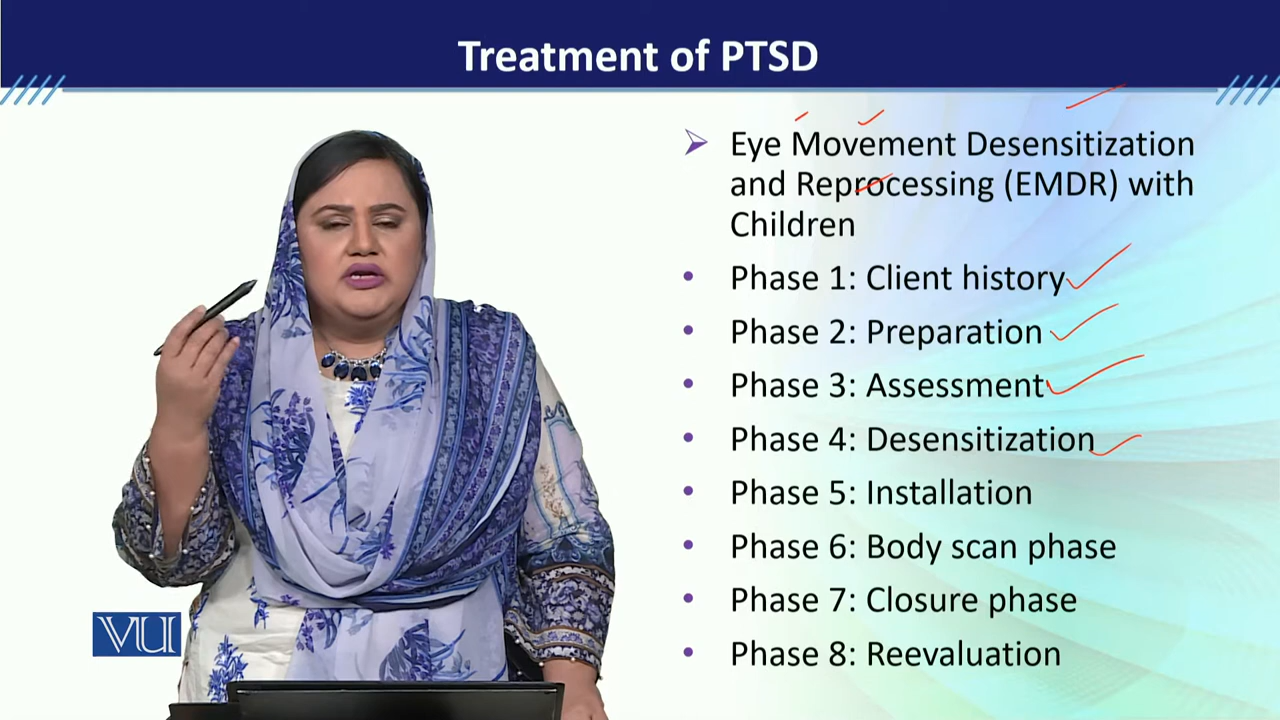 Treatment of PTSD
Eye Movement Desensitization
and Reprocessing (EMDR) with
Children
Phase 1: Client history
Phase 2: Preparation
Phase 3: Assessment
Phase 4: Desensitization
Phase 5: Installation
Phase 6: Body scan phase
Phase 7: Closure phase
Phase 8: Reevaluation
VU